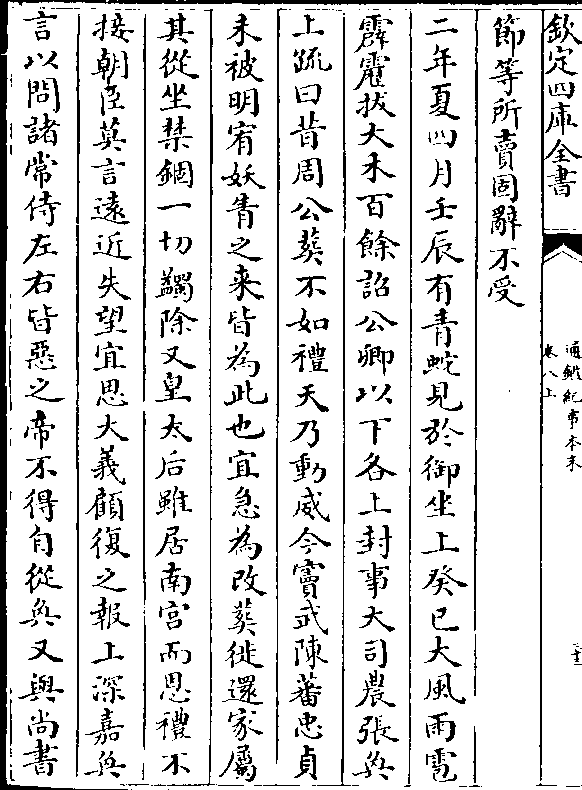 欽定四庫全書
通鑑紀事本末
卷八上
節等所賣固辭不受
二年夏四月壬辰有青蛇見於御坐上癸巳大風雨雹
霹靂拔大木百餘詔公卿以下各上封事大司農張奐
上疏曰昔周公葬不如禮天乃動威今竇武陳蕃忠貞
未被明宥妖眚之来皆為此也宜急為改葬徙還家屬
其從坐禁錮一切蠲除又皇太后雖居南宫而恩禮不
接朝臣莫言遠近失望宜思大義顧復之報上深嘉奐
言以問諸常侍左右皆惡之帝不得自從奐又與尚書